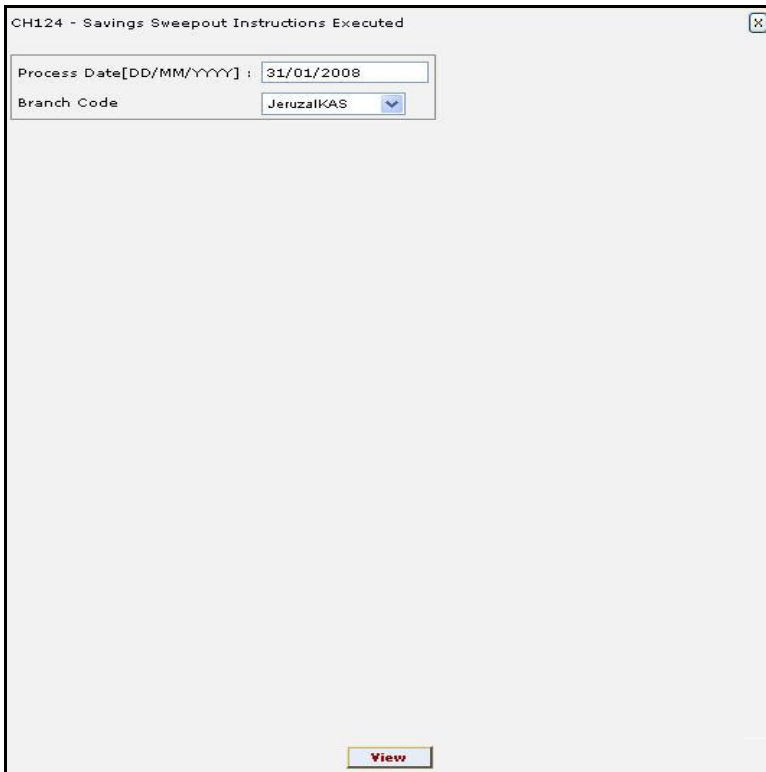 CH124 - Savings Sweepout Instructions Executed
Process Date[DD/MM/YYYY] : 31/01/2008
Branch Code JeruzalKAS
View